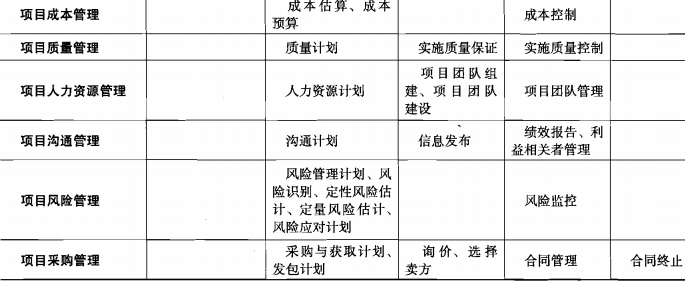 项目成本管理 成本估算、成本 成本控制
预算
项目质量管理 质量计划 实施质量保证 实施质量控制
项目团队组
项目人力资源管理 人力资源计划 建、项目团队 项目团队管理
建设
绩效报告、利
项目沟通管理 沟通计划 信息发布
益相关者管理
风险管理计划、风
险识别、定性风险估
项目风险管理 风险监控
计、定量风险估计、
风险应对计划
采购与获取计划、 询价、选择
项目采购管理 合同管理 合同终止
发包计划 卖方